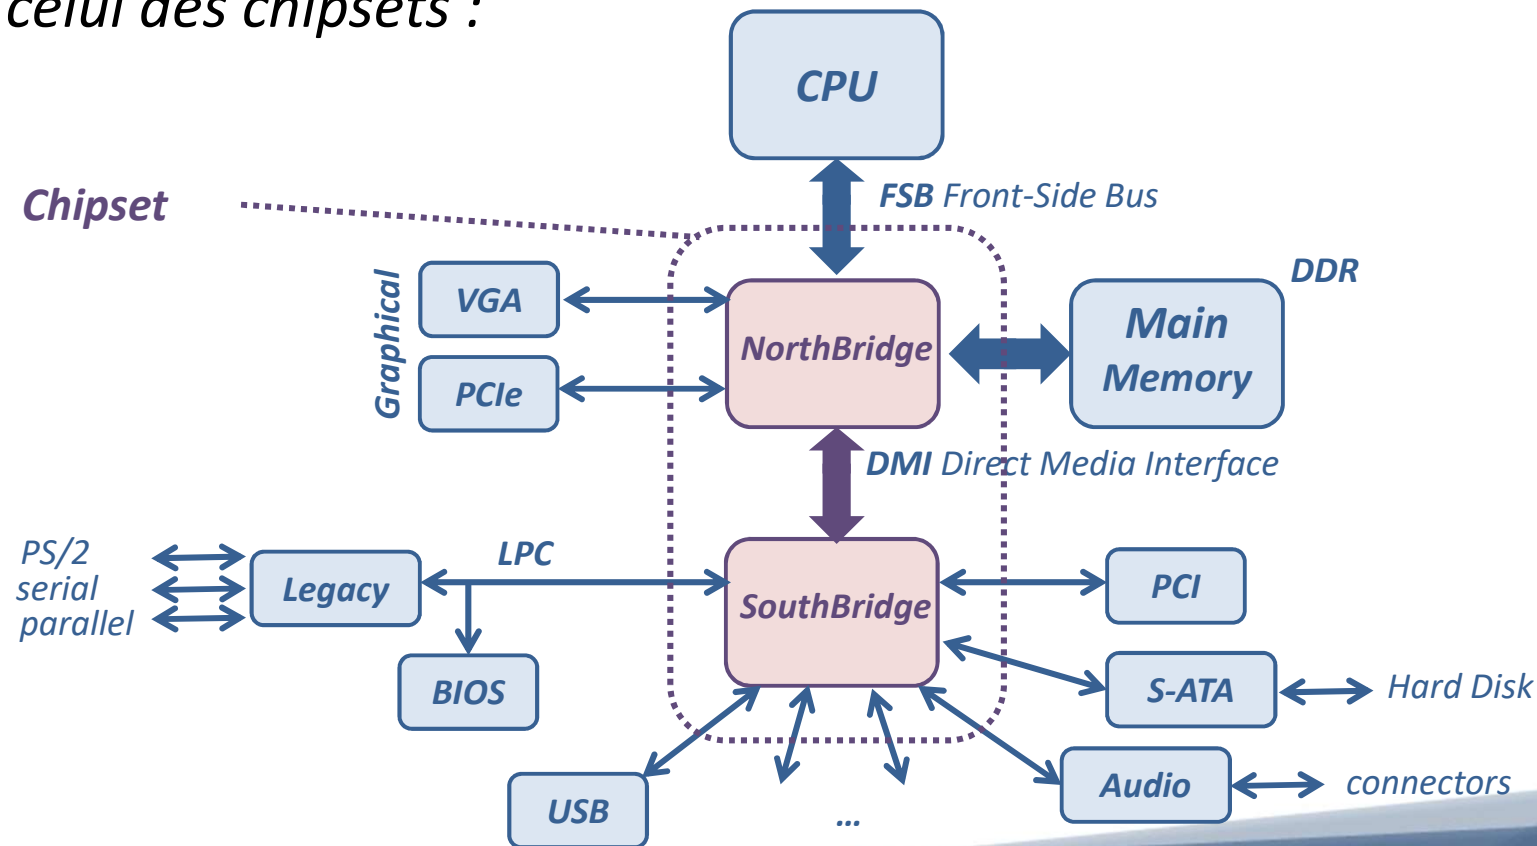 celui des chipsets :
CPU
FSB Front-Side Bus
Chipset
Graphical
VGA
PCIe
NorthBridge
DDR
Main
Memory
DMI Direct Media Interface
PS/2
serial
parallel
Legacy
LPC
BIOS
SouthBridge
PCI
S-ATA
Hard Disk
USB
...
Audio
connectors